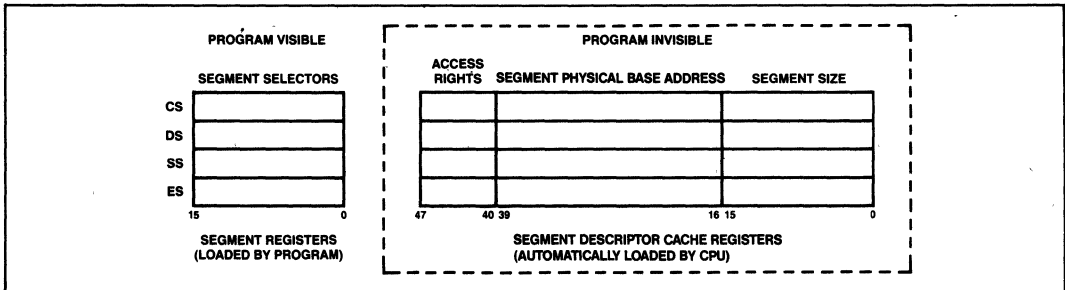 PROGRAM VISIBLE
PROGRAM INVISIBLE
SEGMENT SELECTORS
ACCESS
RIGHTS
SEGMENT PHYSICAL BASE ADDRESS
SEGMENT SIZE
CS
DS
SS
ES
15 0
47 40 39 16 15 0
SEGMENT REGISTERS
(LOADED BY PROGRAM)
SEGMENT DESCRIPTOR CACHE REGISTERS
(AUTOMATICALLY LOADED BY CPU)